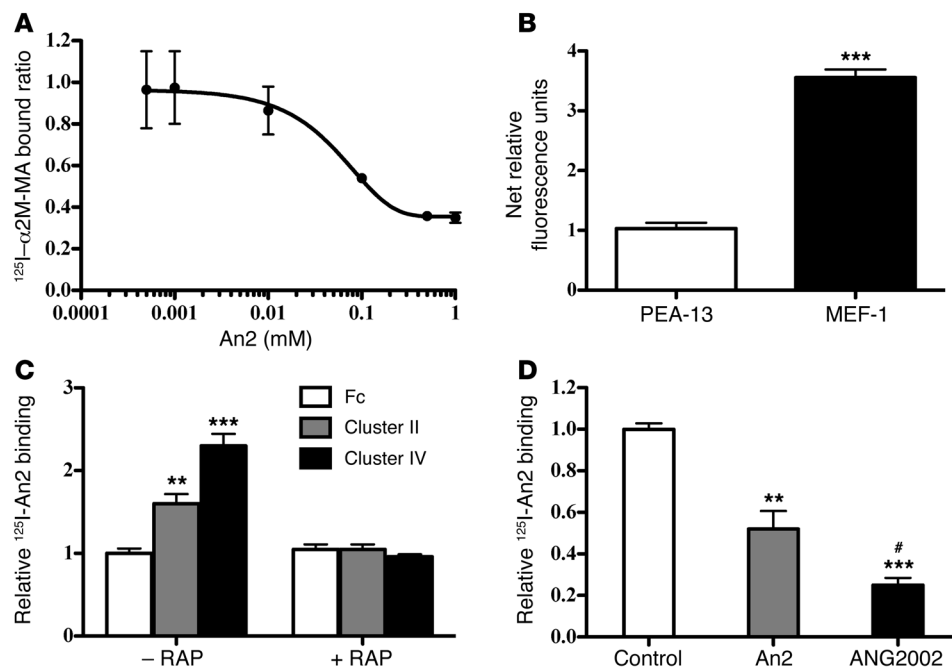 A
¹²⁵I–α2M-MA bound ratio
1.2
1.0
0.8
0.6
0.4
0.2
0.0
0.0001 0.001 0.01 0.1 1
An2 (mM)
B
Net relative
fluorescence units
4
3
2
1
0
***
PEA-13 MEF-1
C
Relative ¹²⁵I-An2 binding
3
2
1
0
**
***
Fc
Cluster II
Cluster IV
– RAP + RAP
D
Relative ¹²⁵I-An2 binding
1.2
1.0
0.8
0.6
0.4
0.2
0.0
**
#
***
Control An2 ANG2002